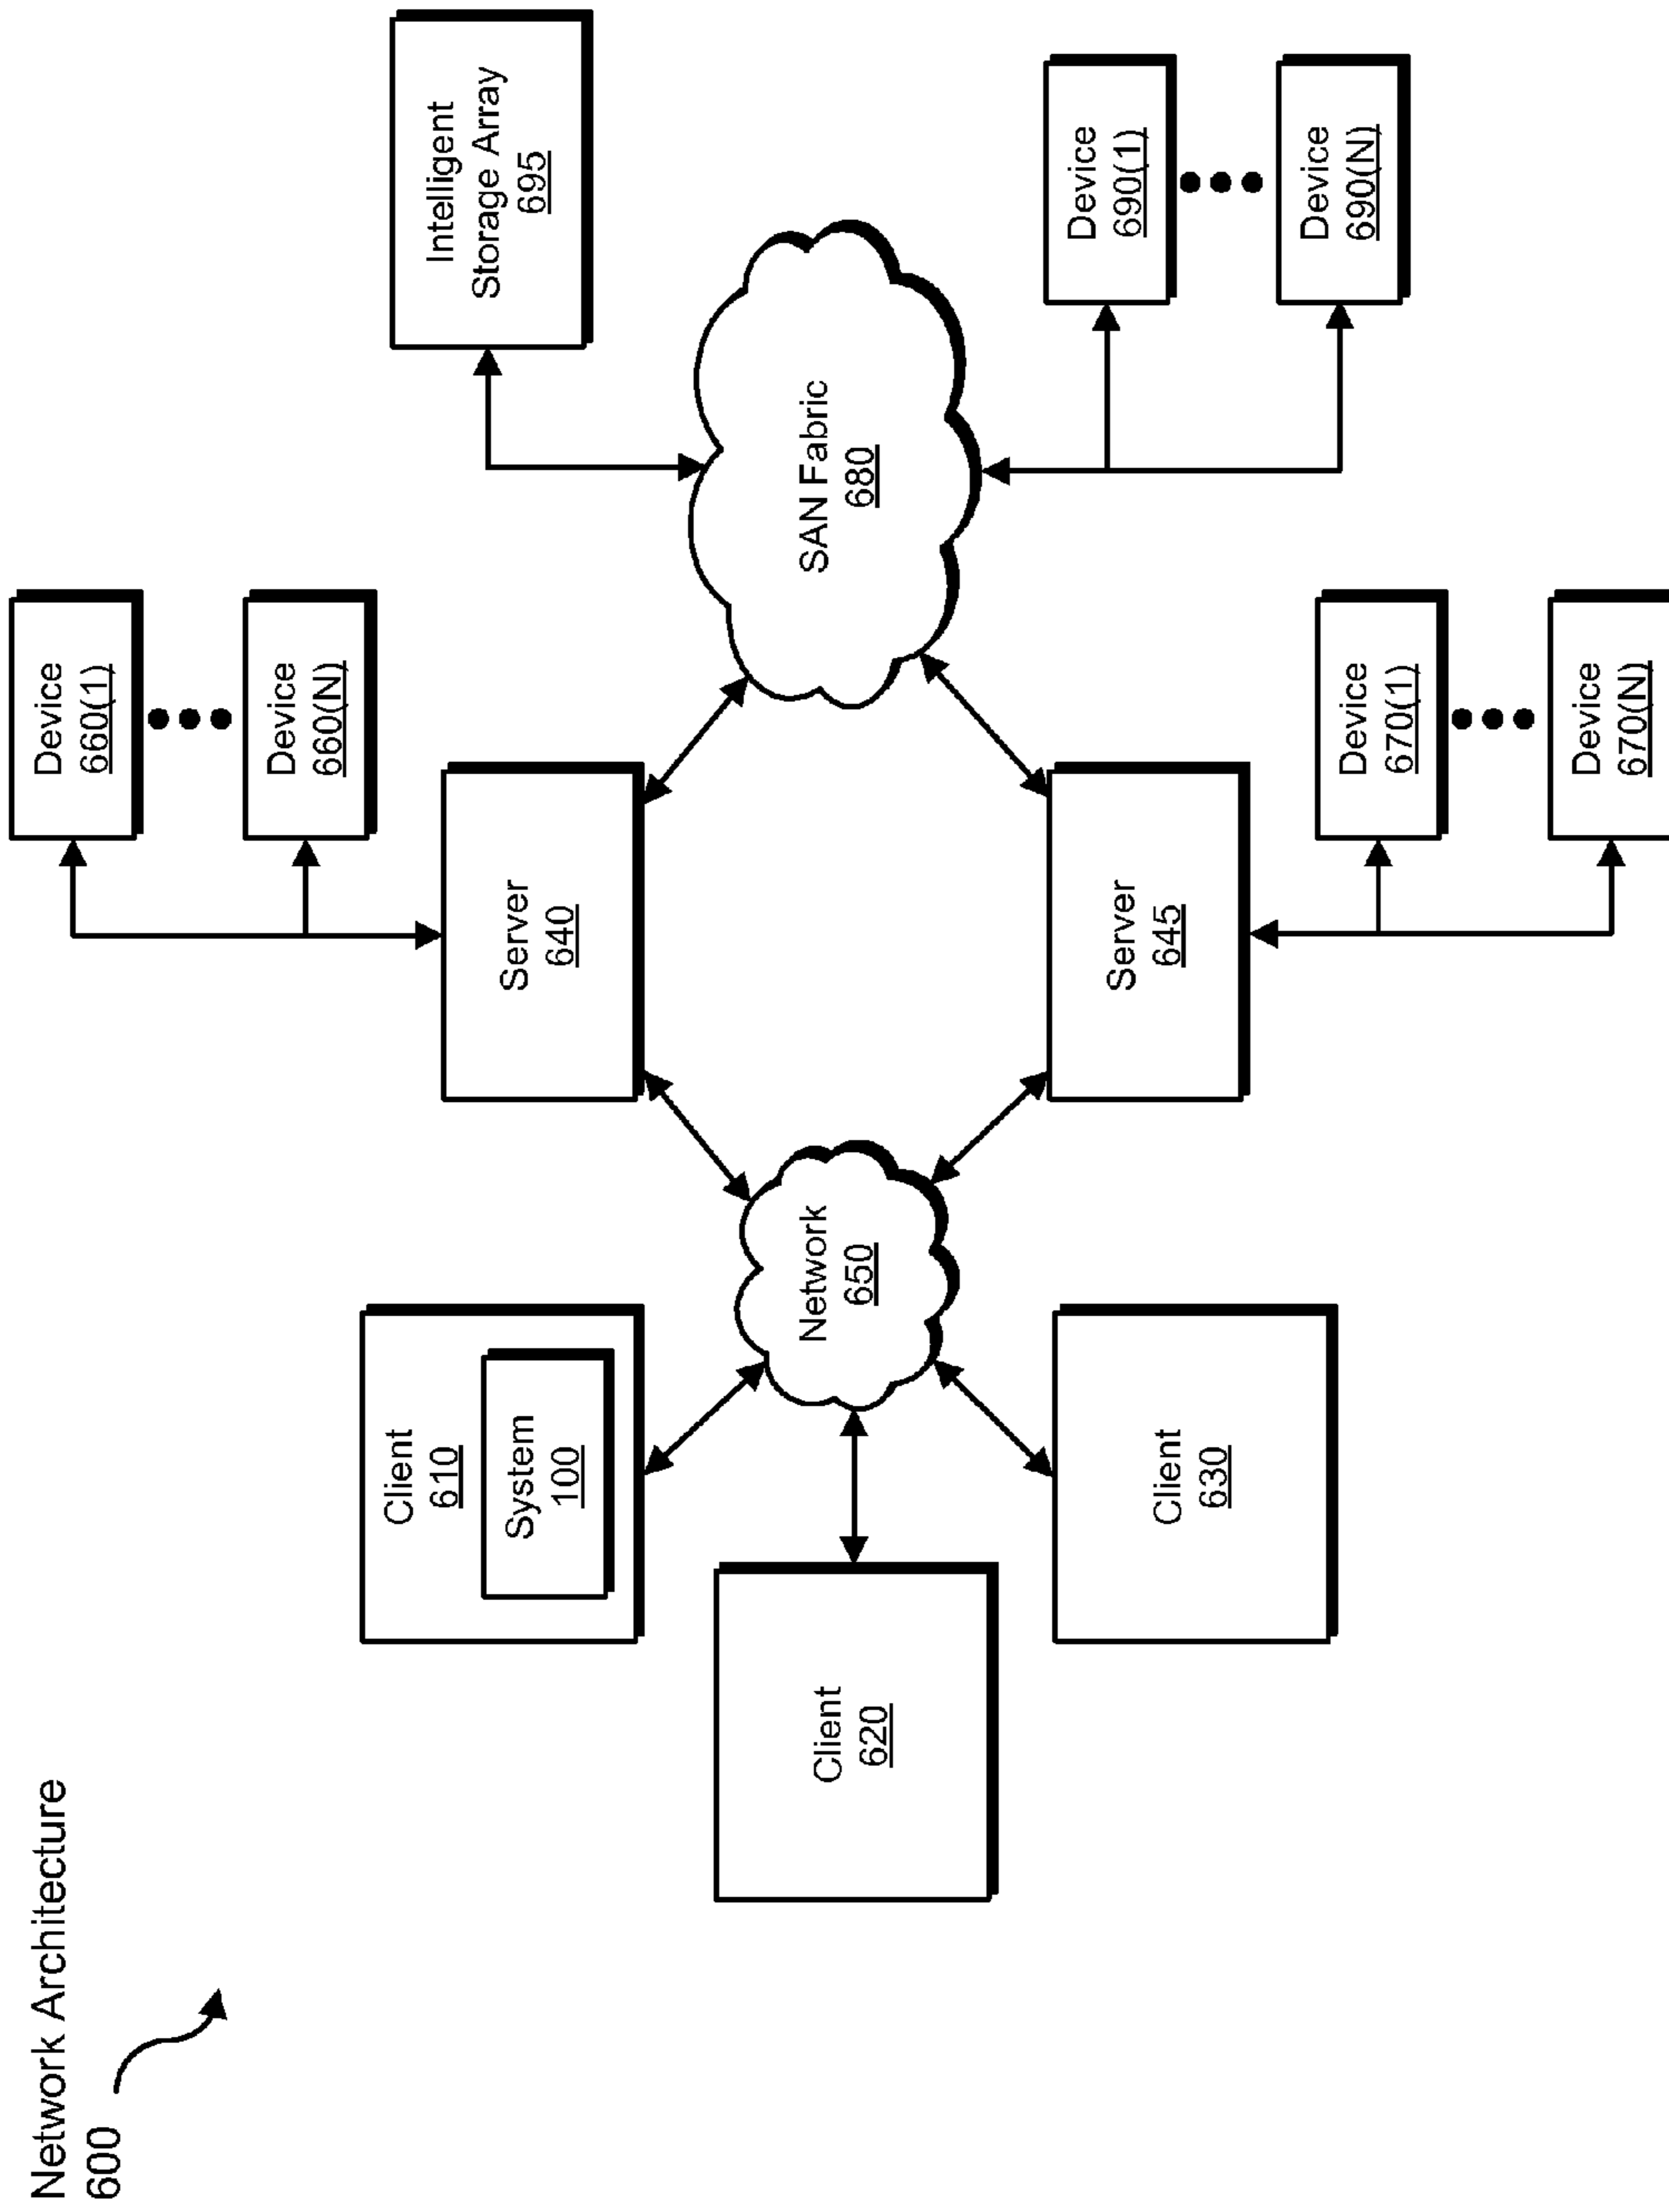 Network Architecture
600
Client
610
System
100
Client
620
Client
630
Network
650
Server
640
Server
645
Device
660(1)
Device
660(N)
Device
670(1)
Device
670(N)
SAN Fabric
680
Intelligent
Storage Array
695
Device
690(1)
Device
690(N)